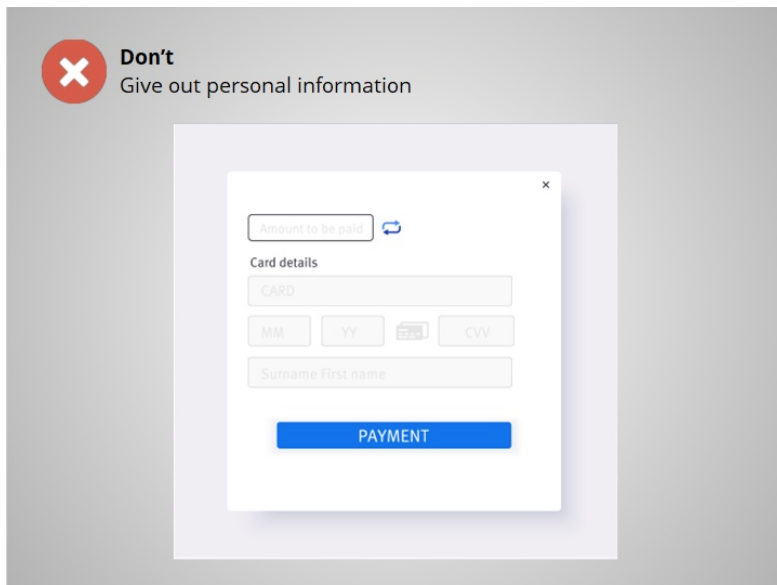 Don't
Give out personal information
×
Amount to be paid
Card details
CARD
MM YY CVV
Surname First name
PAYMENT